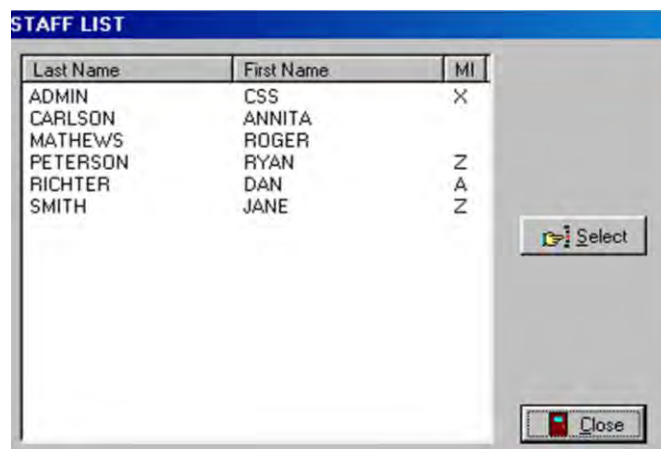 STAFF LIST
Last Name First Name MI
ADMIN CSS X
CARLSON ANNITA
MATHEWS ROGER
PETERSON RYAN Z
RICHTER DAN A
SMITH JANE Z
Select
Close